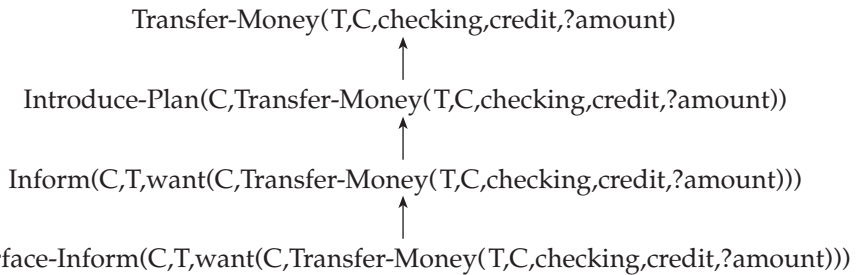 Transfer-Money(T,C,checking,credit,?amount)
Introduce-Plan(C,Transfer-Money(T,C,checking,credit,?amount))
Inform(C,T,want(C,Transfer-Money(T,C,checking,credit,?amount)))
face-Inform(C,T,want(C,Transfer-Money(T,C,checking,credit,?amount)))